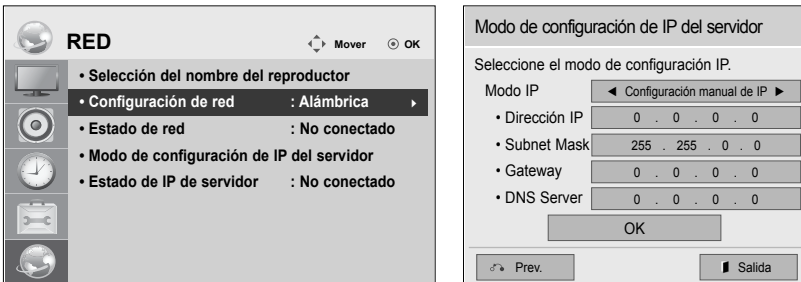 RED
Mover OK
• Selección del nombre del reproductor
• Configuración de red : Alámbrica
• Estado de red : No conectado
• Modo de configuración de IP del servidor
• Estado de IP de servidor : No conectado
Modo de configuración de IP del servidor
Seleccione el modo de configuración IP.
Modo IP ◀ Configuración manual de IP ▶
• Dirección IP 0 . 0 . 0 . 0
• Subnet Mask 255 . 255 . 0 . 0
• Gateway 0 . 0 . 0 . 0
• DNS Server 0 . 0 . 0 . 0
OK
Prev. Salida